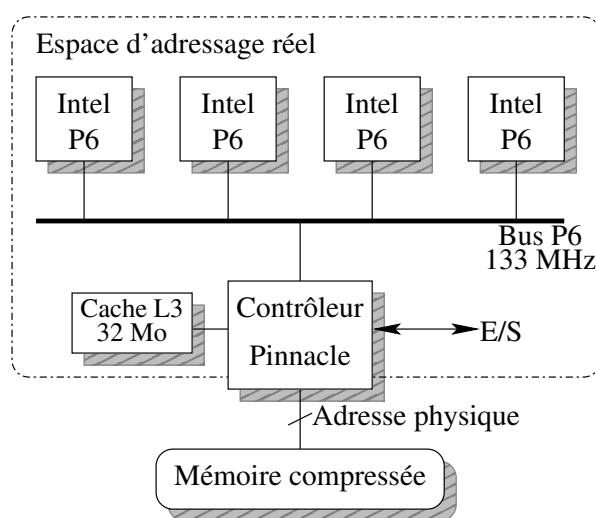 Espace d'adressage réel
Intel
P6
Intel
P6
Intel
P6
Intel
P6
Bus P6
133 MHz
Cache L3
32 Mo
Contrôleur
Pinnacle
E/S
Adresse physique
Mémoire compressée